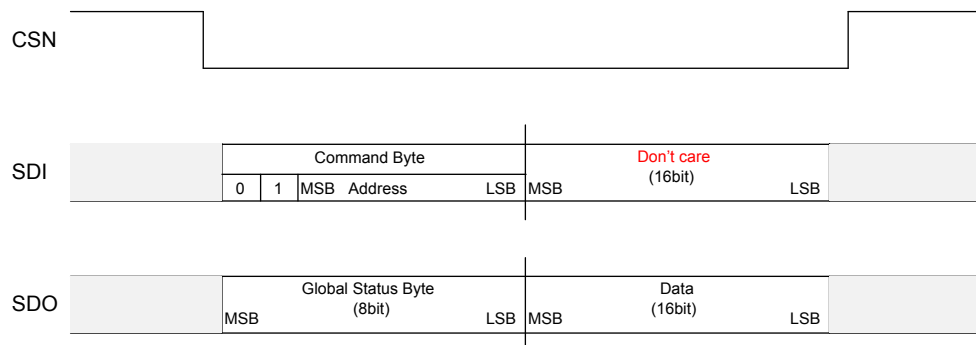 CSN
SDI
Command Byte
0 1 MSB Address LSB
Don't care
(16bit)
MSB LSB
SDO
Global Status Byte
(8bit)
MSB LSB
Data
(16bit)
MSB LSB